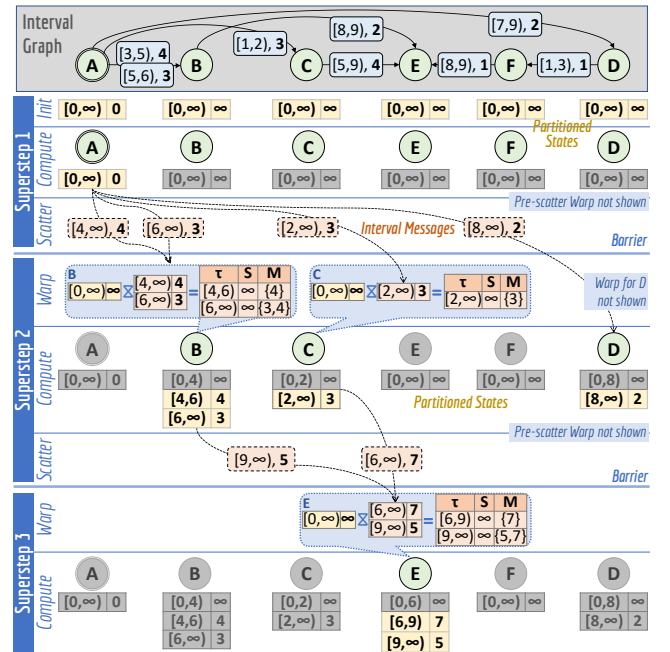 Interval
Graph
[3,5), 4
[5,6), 3
[1,2), 3
[8,9), 2
[7,9), 2
[5,9), 4
[8,9), 1
[1,3), 1
A B C E F D
Superstep 1
Init
[0,∞) 0 [0,∞) ∞ [0,∞) ∞ [0,∞) ∞ [0,∞) ∞ [0,∞) ∞
Partitioned
States
Compute
A B C E F D
[0,∞) 0 [0,∞) ∞ [0,∞) ∞ [0,∞) ∞ [0,∞) ∞ [0,∞) ∞
Pre-scatter Warp not shown
Scatter
[4,∞), 4 [6,∞), 3 [2,∞), 3 [8,∞), 2
Interval Messages
Barrier
Superstep 2
Warp
B
[0,∞) ∞ ⧖ [4,∞) 4 = τ S M
[6,∞) 3 [4,6) ∞ {4}
[6,∞) ∞ {3,4}
C
[0,∞) ∞ ⧖ [2,∞) 3 = τ S M
[2,∞) ∞ {3}
Warp for D
not shown
Compute
A B C E F D
[0,∞) 0 [0,4) ∞ [0,2) ∞ [0,∞) ∞ [0,∞) ∞ [0,8) ∞
[4,6) 4 [2,∞) 3 [8,∞) 2
[6,∞) 3
Partitioned States
Pre-scatter Warp not shown
Scatter
[9,∞), 5 [6,∞), 7
Barrier
Superstep 3
Warp
E
[0,∞) ∞ ⧖ [6,∞) 7 = τ S M
[9,∞) 5 [6,9) ∞ {7}
[9,∞) ∞ {5,7}
Compute
A B C E F D
[0,∞) 0 [0,4) ∞ [0,2) ∞ [0,6) ∞ [0,∞) ∞ [0,8) ∞
[4,6) 4 [2,∞) 3 [6,9) 7 [8,∞) 2
[6,∞) 3 [9,∞) 5